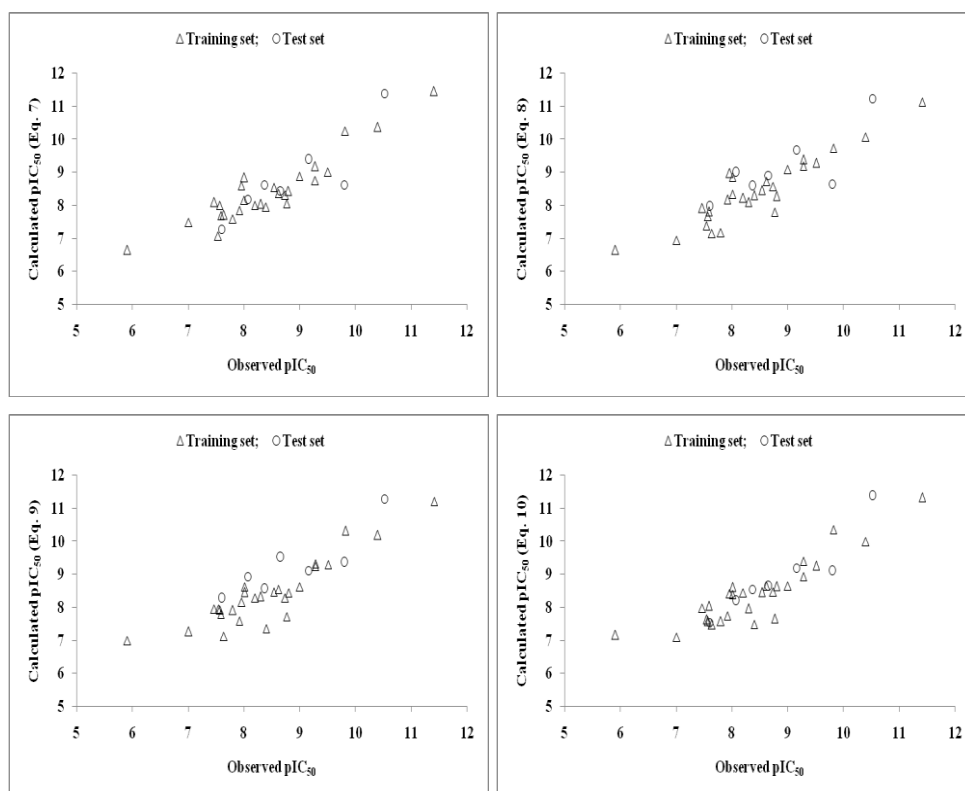 △ Training set; ○ Test set
Calculated pIC50 (Eq. 7)
12
11
10
9
8
7
6
5
5 6 7 8 9 10 11 12
Observed pIC50
△ Training set; ○ Test set
Calculated pIC50 (Eq. 8)
12
11
10
9
8
7
6
5
5 6 7 8 9 10 11 12
Observed pIC50
△ Training set; ○ Test set
Calculated pIC50 (Eq. 9)
12
11
10
9
8
7
6
5
5 6 7 8 9 10 11 12
Observed pIC50
△ Training set; ○ Test set
Calculated pIC50 (Eq. 10)
12
11
10
9
8
7
6
5
5 6 7 8 9 10 11 12
Observed pIC50